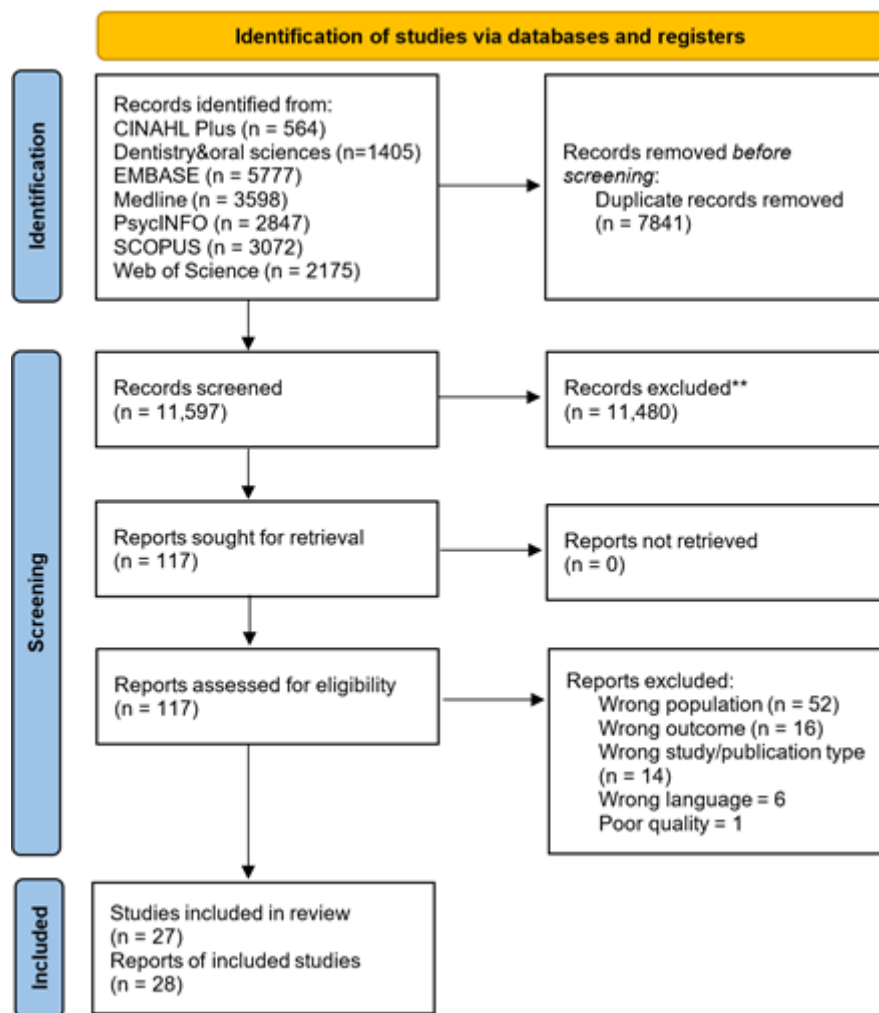 Identification of studies via databases and registers
Identification
Records identified from:
CINAHL Plus (n = 564)
Dentistry&oral sciences (n=1405)
EMBASE (n = 5777)
Medline (n = 3598)
PsycINFO (n = 2847)
SCOPUS (n = 3072)
Web of Science (n = 2175)
Records removed before
screening:
Duplicate records removed
(n = 7841)
Screening
Records screened
(n = 11,597)
Records excluded**
(n = 11,480)
Reports sought for retrieval
(n = 117)
Reports not retrieved
(n = 0)
Reports assessed for eligibility
(n = 117)
Reports excluded:
Wrong population (n = 52)
Wrong outcome (n = 16)
Wrong study/publication type
(n = 14)
Wrong language = 6
Poor quality = 1
Included
Studies included in review
(n = 27)
Reports of included studies
(n = 28)